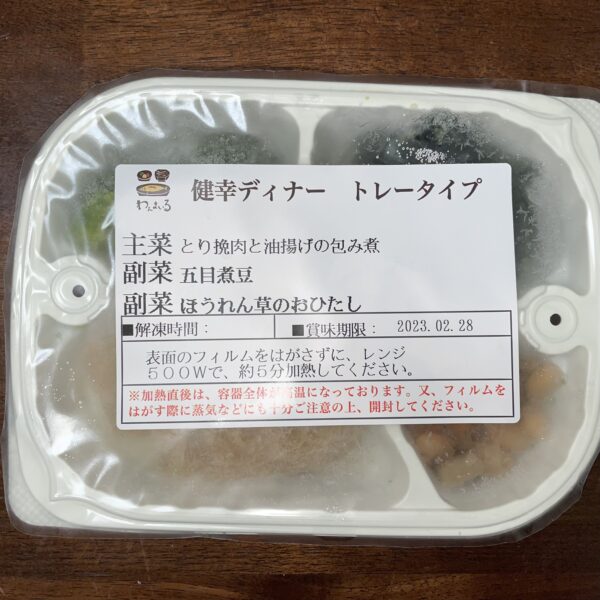 わんまいる
健幸ディナー　トレータイプ
主菜 とり挽肉と油揚げの包み煮
副菜 五目煮豆
副菜 ほうれん草のおひたし
■解凍時間： ■賞味期限： 2023.02.28
表面のフィルムをはがさずに、レンジ
５００Wで、約５分加熱してください。
※加熱直後は、容器全体が高温になっております。又、フィルムを
はがす際に蒸気などにも十分ご注意の上、開封してください。